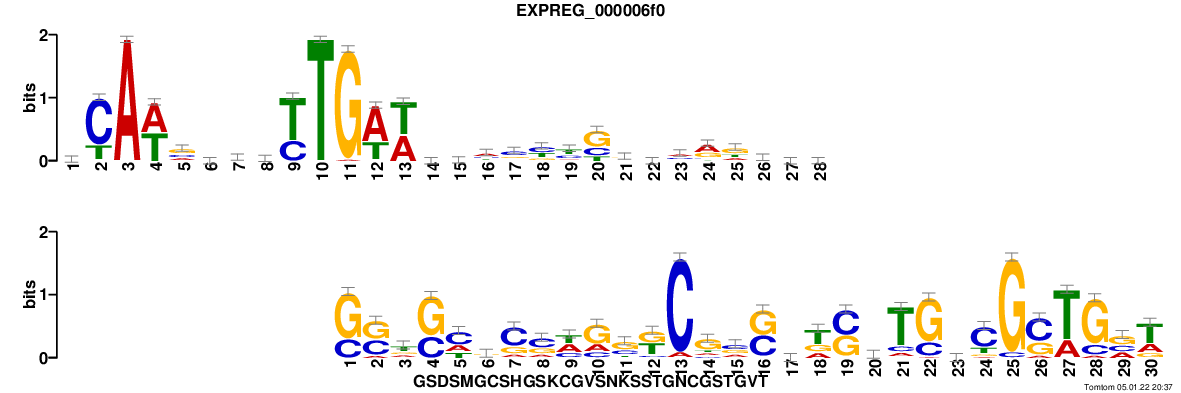 EXPREG_000006f0
2
bits
1
0
C A A T T G A T
T T C T A
1 2 3 4 5 6 7 8 9 10 11 12 13 14 15 16 17 18 19 20 21 22 23 24 25 26 27 28
2
bits
1
0
1 2 3 4 5 6 7 8 9 10 11 12 13 14 15 16 17 18 19 20 21 22 23 24 25 26 27 28 29 30
GSDSMGCSHGSKCGVSNKSSTGNCGSTGVT
Tomtom 05.01.22 20:37